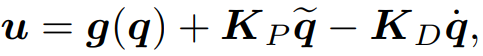 u = g(q) + K_P q̃ − K_D q̇,